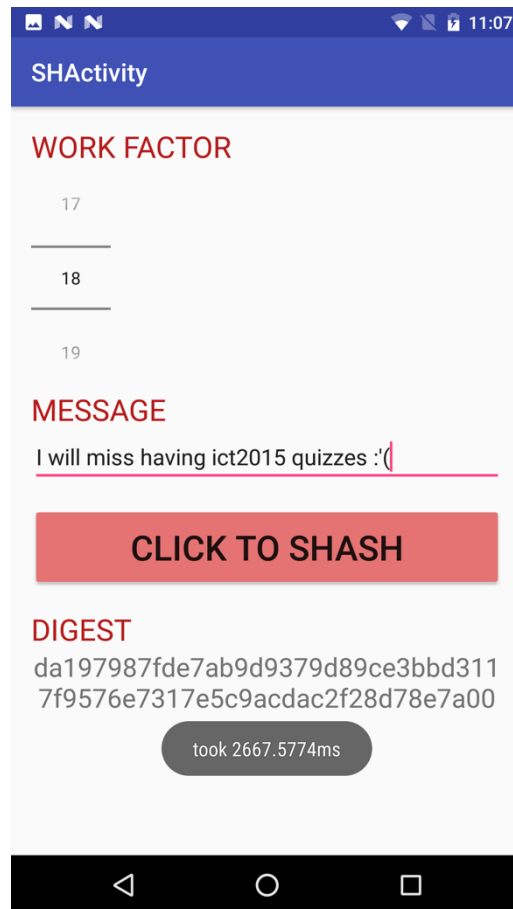 11:07
SHActivity
WORK FACTOR
17
18
19
MESSAGE
I will miss having ict2015 quizzes :'(
CLICK TO SHASH
DIGEST
da197987fde7ab9d9379d89ce3bbd311
7f9576e7317e5c9acdac2f28d78e7a00
took 2667.5774ms